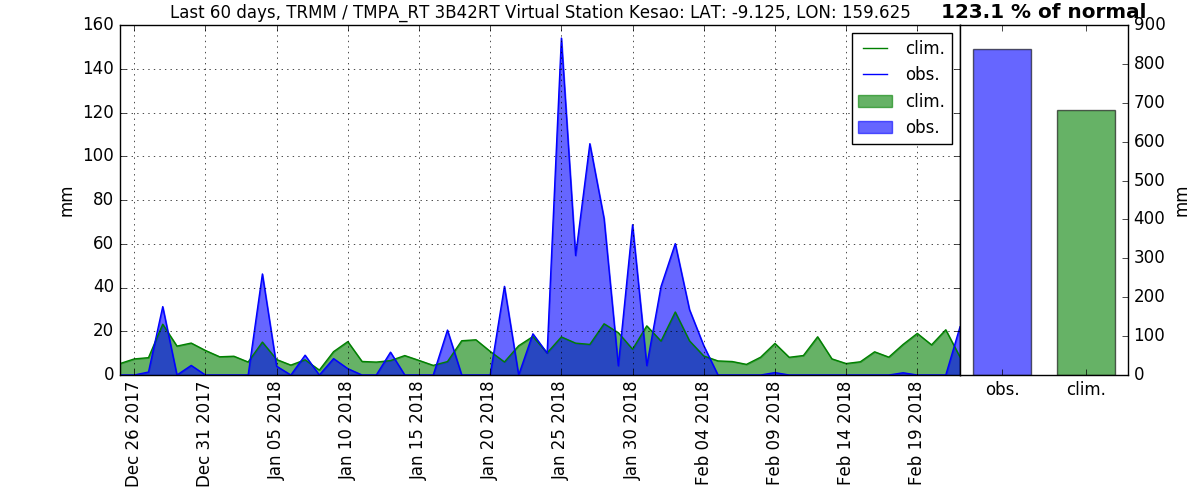 Last 60 days, TRMM / TMPA_RT 3B42RT Virtual Station Kesao: LAT: -9.125, LON: 159.625
123.1 % of normal
160
140
120
100
80
60
40
20
0
mm
clim.
obs.
clim.
obs.
900
800
700
600
500
400
300
200
100
0
mm
Dec 26 2017
Dec 31 2017
Jan 05 2018
Jan 10 2018
Jan 15 2018
Jan 20 2018
Jan 25 2018
Jan 30 2018
Feb 04 2018
Feb 09 2018
Feb 14 2018
Feb 19 2018
obs.
clim.